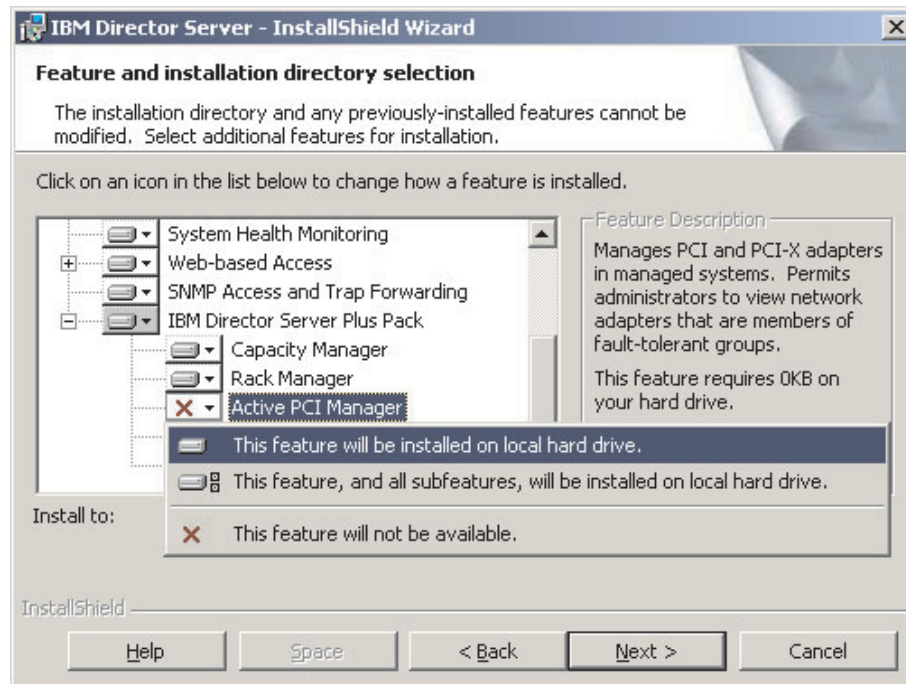 IBM Director Server - InstallShield Wizard
Feature and installation directory selection
The installation directory and any previously-installed features cannot be
modified. Select additional features for installation.
Click on an icon in the list below to change how a feature is installed.
System Health Monitoring
Web-based Access
SNMP Access and Trap Forwarding
IBM Director Server Plus Pack
Capacity Manager
Rack Manager
Active PCI Manager
Feature Description
Manages PCI and PCI-X adapters
in managed systems. Permits
administrators to view network
adapters that are members of
fault-tolerant groups.
This feature requires 0KB on
your hard drive.
This feature will be installed on local hard drive.
This feature, and all subfeatures, will be installed on local hard drive.
This feature will not be available.
Install to:
InstallShield
Help
Space
< Back
Next >
Cancel